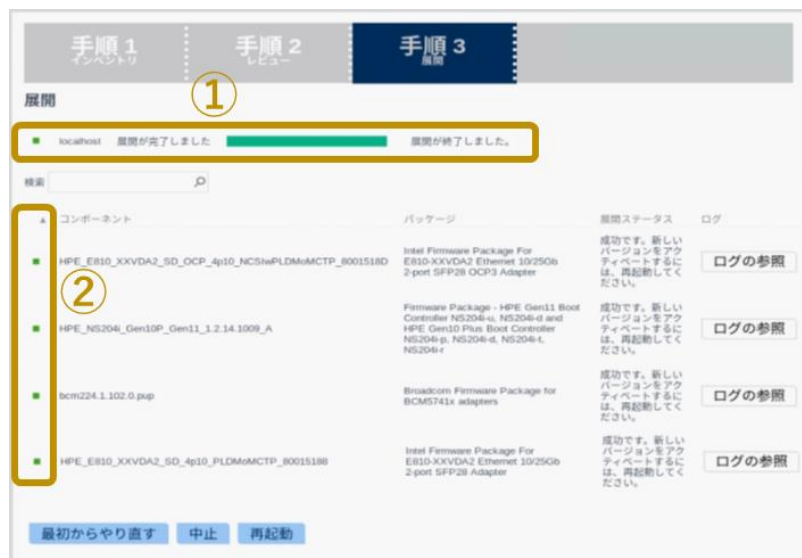 手順 1
インベントリ
手順 2
レビュー
手順 3
展開
①
展開
localhost 展開が完了しました 展開が終了しました。
検索
▲ コンポーネント パッケージ 展開ステータス ログ
②
HPE_E810_XXVDA2_SD_OCP_4p10_NCSIwPLDMoMCTP_8001518D
Intel Firmware Package For
E810-XXVDA2 Ethernet 10/25Gb
2-port SFP28 OCP3 Adapter
成功です。新しい
バージョンをアク
ティベートするに
は、再起動してく
ださい。
ログの参照
HPE_NS204i_Gen10P_Gen11_1.2.14.1009_A
Firmware Package - HPE Gen11 Boot
Controller NS204i-u, NS204i-d and
HPE Gen10 Plus Boot Controller
NS204i-p, NS204i-d, NS204i-t,
NS204i-r
成功です。新しい
バージョンをアク
ティベートするに
は、再起動してく
ださい。
ログの参照
bcm224.1.102.0.pup
Broadcom Firmware Package for
BCM5741x adapters
成功です。新しい
バージョンをアク
ティベートするに
は、再起動してく
ださい。
ログの参照
HPE_E810_XXVDA2_SD_4p10_PLDMoMCTP_80015188
Intel Firmware Package For
E810-XXVDA2 Ethernet 10/25Gb
2-port SFP28 Adapter
成功です。新しい
バージョンをアク
ティベートするに
は、再起動してく
ださい。
ログの参照
最初からやり直す 中止 再起動